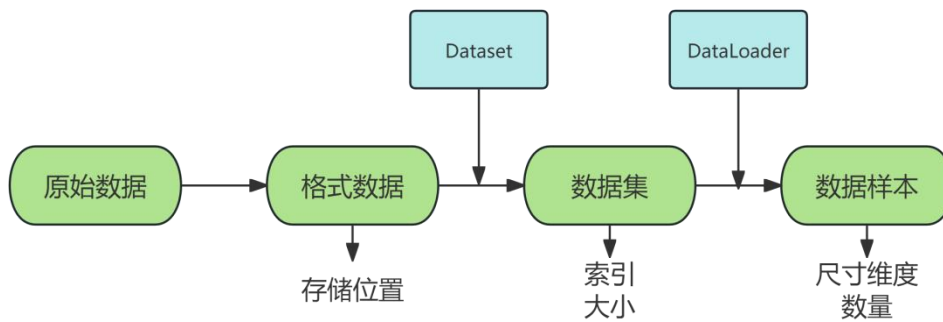 Dataset
DataLoader
原始数据
格式数据
数据集
数据样本
存储位置
索引
大小
尺寸维度
数量